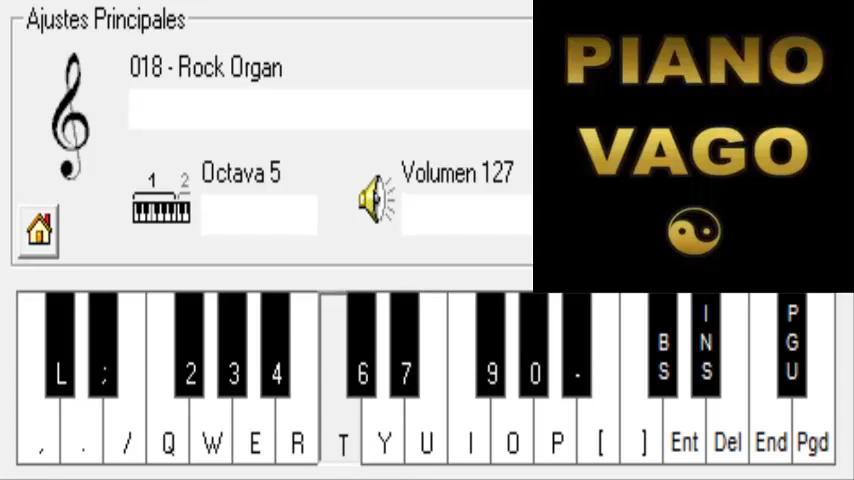 Ajustes Principales
018 - Rock Organ
1 2
Octava 5
Volumen 127
PIANO
VAGO
L ; 2 3 4 6 7 9 0 - BS INS PGU
, . / Q W E R T Y U I O P [ ] Ent Del End Pgd